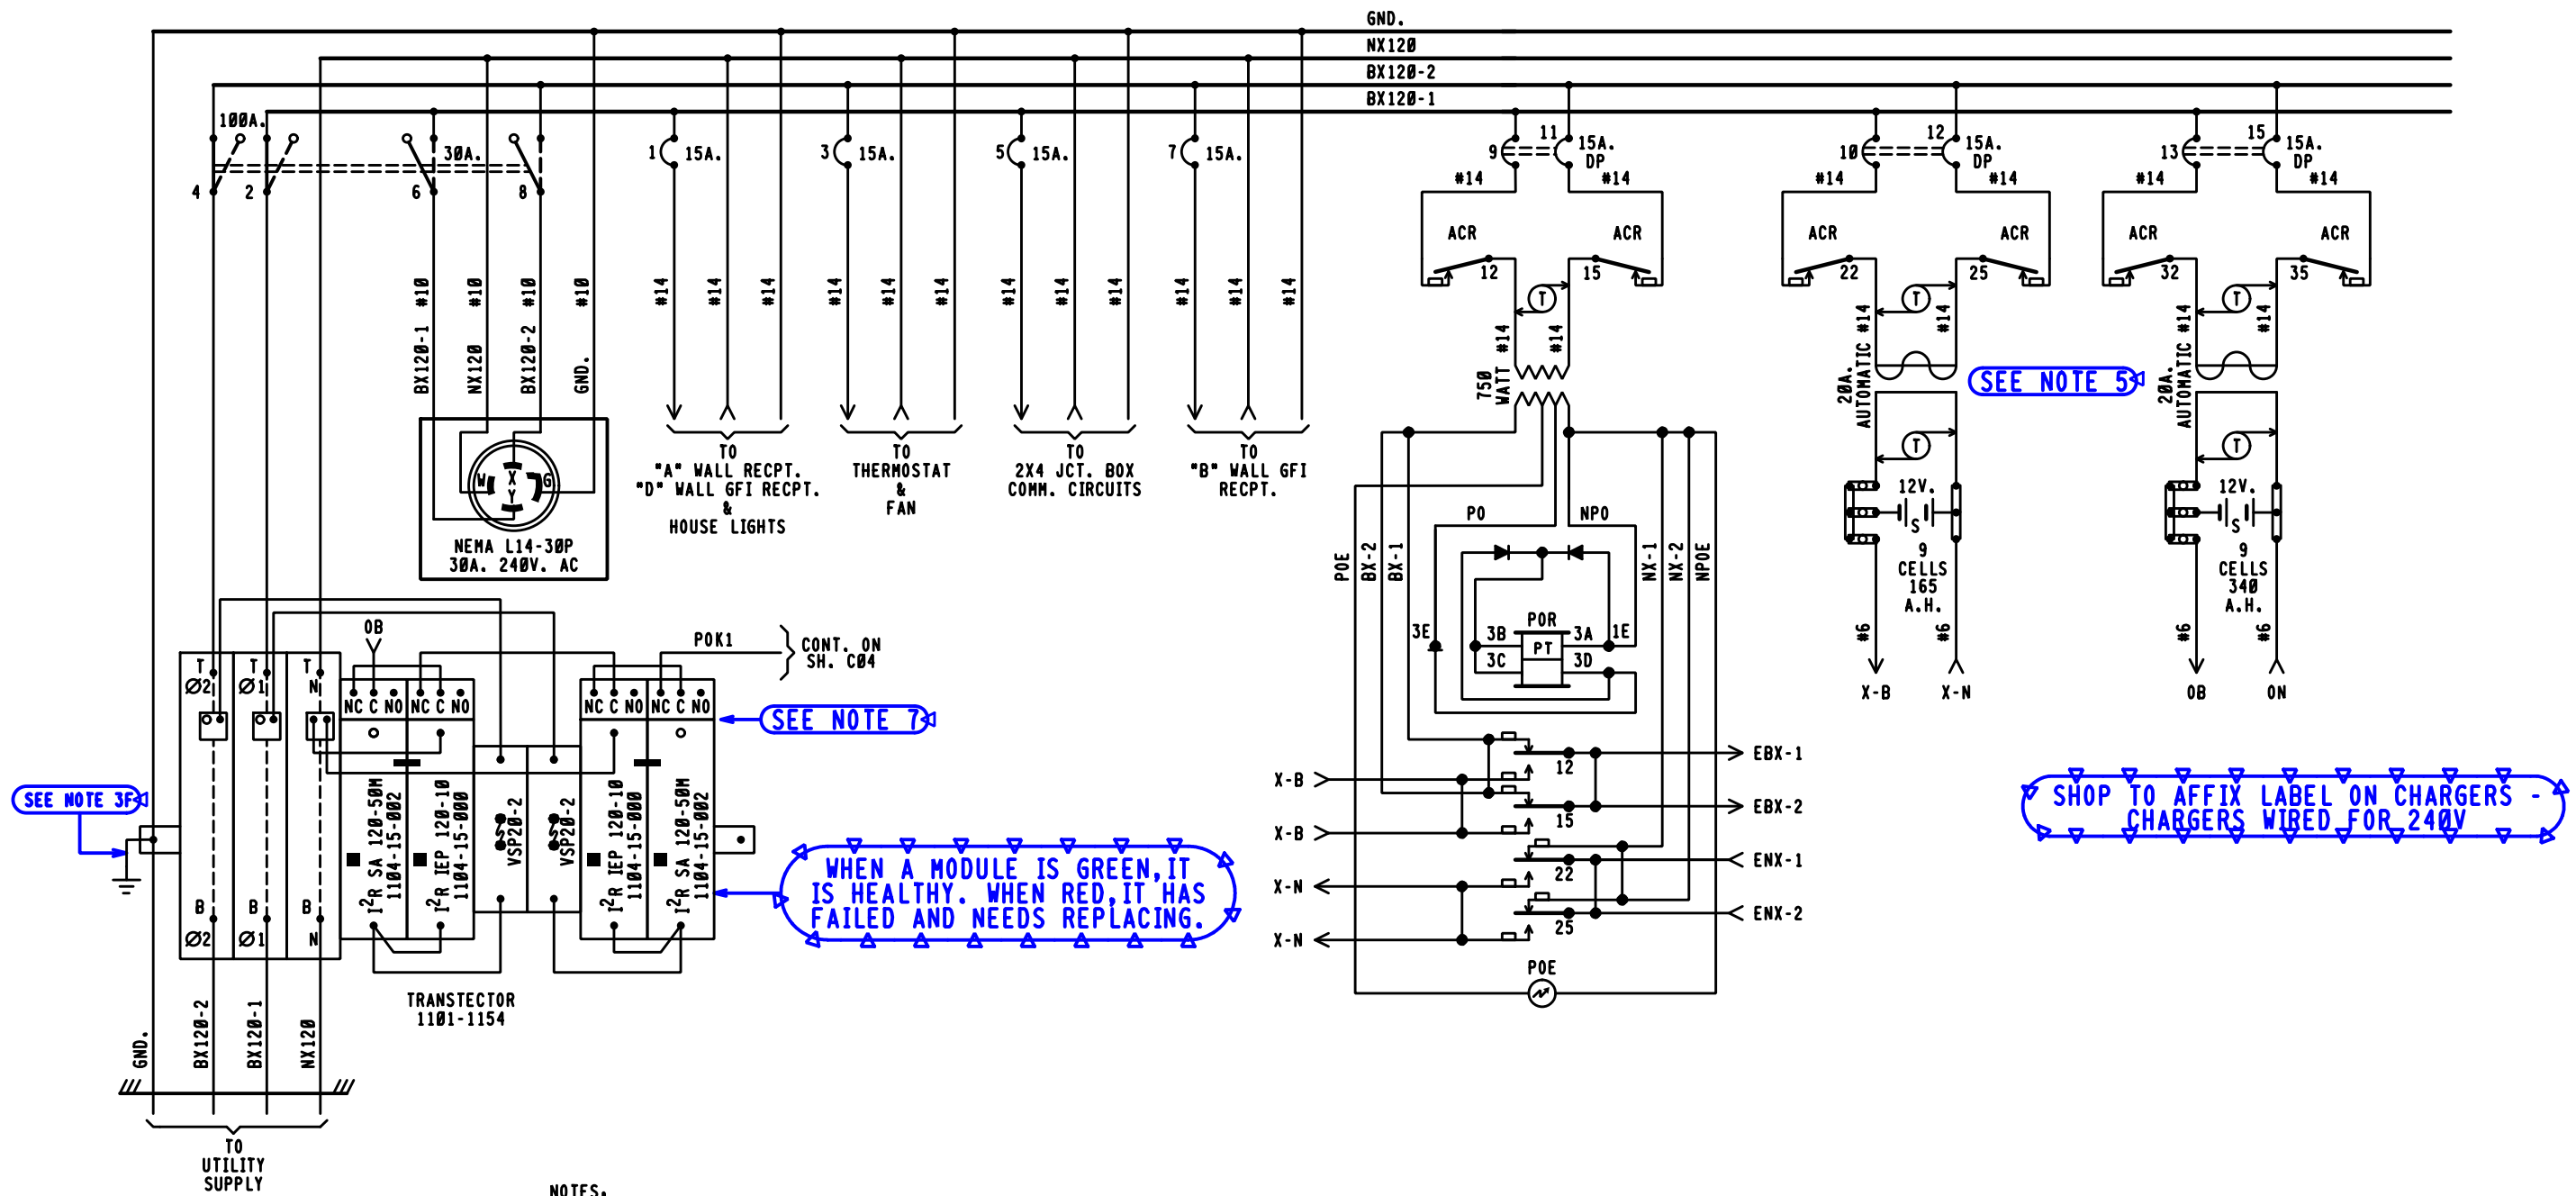 GND.
NX120
BX120-2
BX120-1
100A.
4
2
30A.
6
8
1
15A.
3
15A.
5
15A.
7
15A.
9
11
15A.
DP
10
12
15A.
DP
13
15
15A.
DP
#14
#14
#14
#14
#14
#14
ACR
ACR
ACR
ACR
ACR
ACR
12
15
22
25
32
35
BX120-1 #10
NX120 #10
BX120-2 #10
GND. #10
#14
#14
#14
#14
#14
#14
#14
#14
#14
#14
#14
#14
T
T
T
#14
#14
AUTOMATIC #14
20A.
#14
AUTOMATIC #14
20A.
#14
750
WATT
SEE NOTE 5
W
X
Y
G
NEMA L14-30P
30A. 240V. AC
TO
"A" WALL RECPT.
"D" WALL GFI RECPT.
&
HOUSE LIGHTS
TO
THERMOSTAT
&
FAN
TO
2X4 JCT. BOX
COMM. CIRCUITS
TO
"B" WALL GFI
RECPT.
T
T
12V.
S
9
CELLS
165
A.H.
12V.
S
9
CELLS
340
A.H.
#6
#6
#6
#6
X-B
X-N
OB
ON
PO
NPO
POE
BX-2
BX-1
NX-1
NX-2
NPOE
POR
3E
3B
3A
1E
PT
3C
3D
OB
POK1
CONT. ON
SH. C04
T
Ø2
T
Ø1
T
N
NC C NO
NC C NO
NC C NO
NC C NO
SEE NOTE 7
SEE NOTE 3F
I²R SA 120-50M
1104-15-002
I²R IEP 120-10
1104-15-000
VSP20-2
VSP20-2
I²R IEP 120-10
1104-15-000
I²R SA 120-50M
1104-15-002
B
Ø2
B
Ø1
B
N
WHEN A MODULE IS GREEN,IT
IS HEALTHY. WHEN RED,IT HAS
FAILED AND NEEDS REPLACING.
TRANSTECTOR
1101-1154
GND.
BX120-2
BX120-1
NX120
TO
UTILITY
SUPPLY
X-B
X-B
X-N
X-N
12
15
22
25
EBX-1
EBX-2
ENX-1
ENX-2
POE
SHOP TO AFFIX LABEL ON CHARGERS -
CHARGERS WIRED FOR 240V
NOTES.